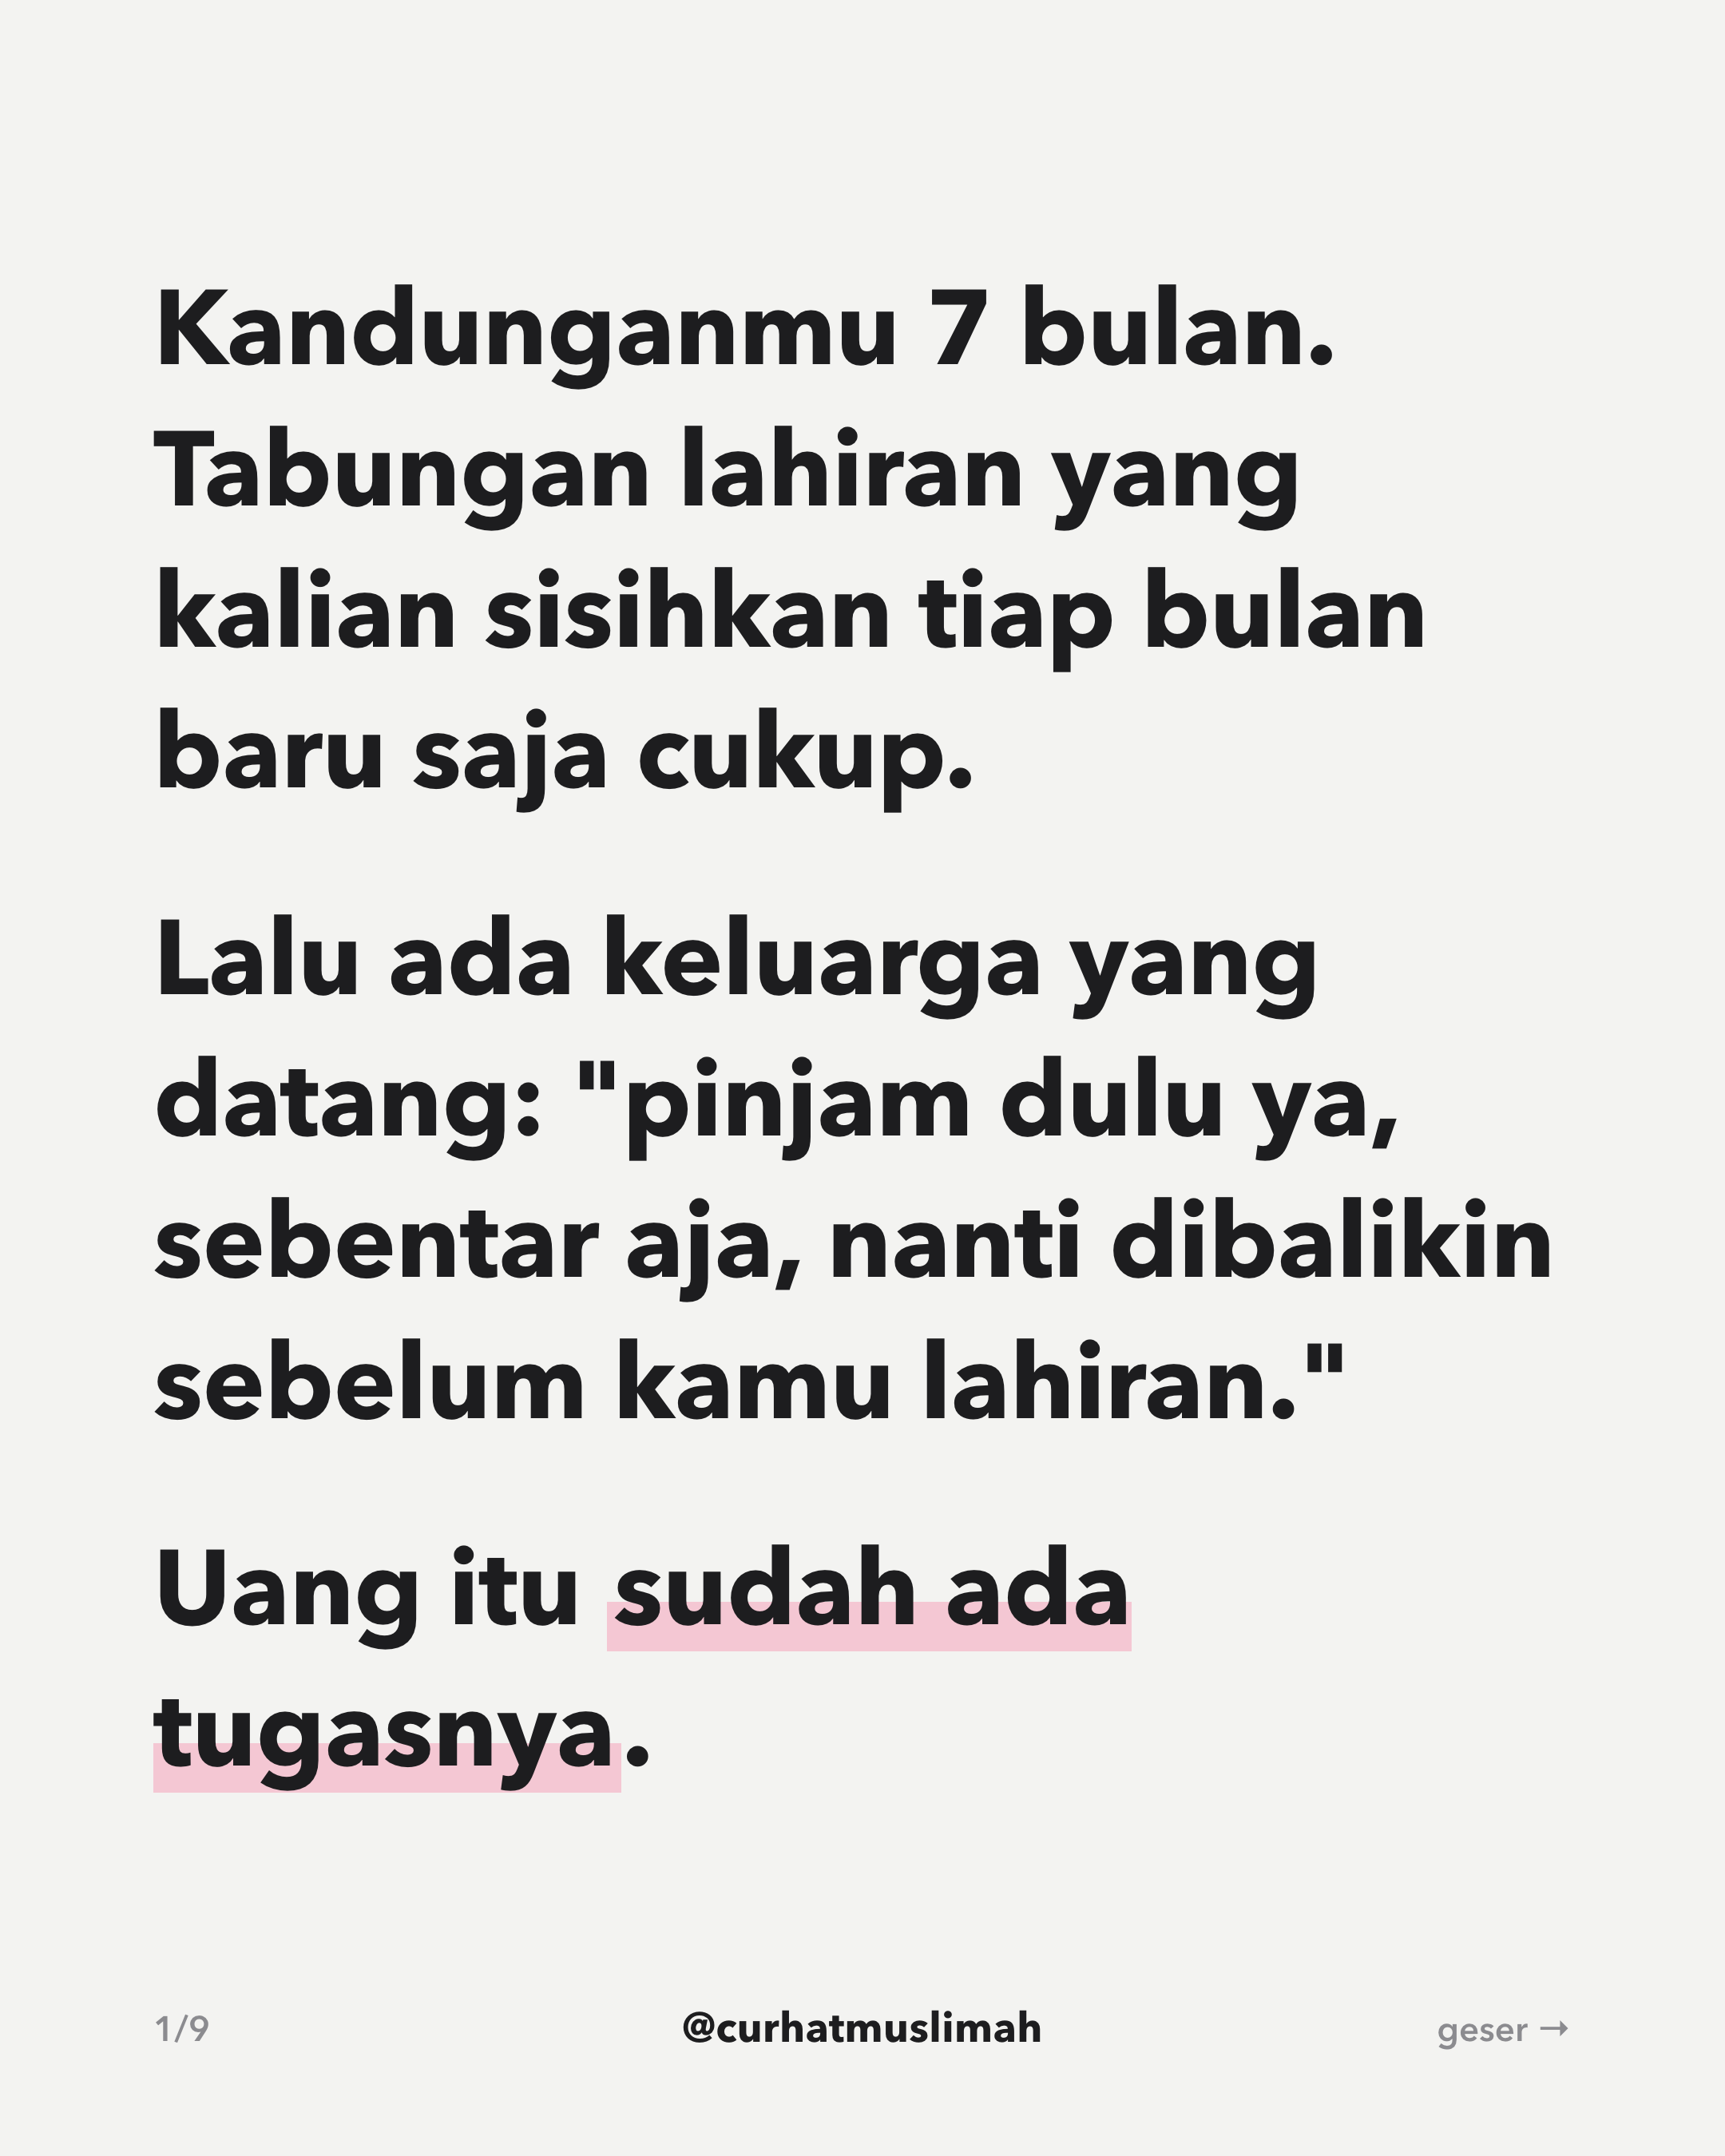 Kandunganmu 7 bulan.
Tabungan lahiran yang
kalian sisihkan tiap bulan
baru saja cukup.
Lalu ada keluarga yang
datang: "pinjam dulu ya,
sebentar aja, nanti dibalikin
sebelum kamu lahiran."
Uang itu sudah ada
tugasnya.
1/9
@curhatmuslimah
geser →